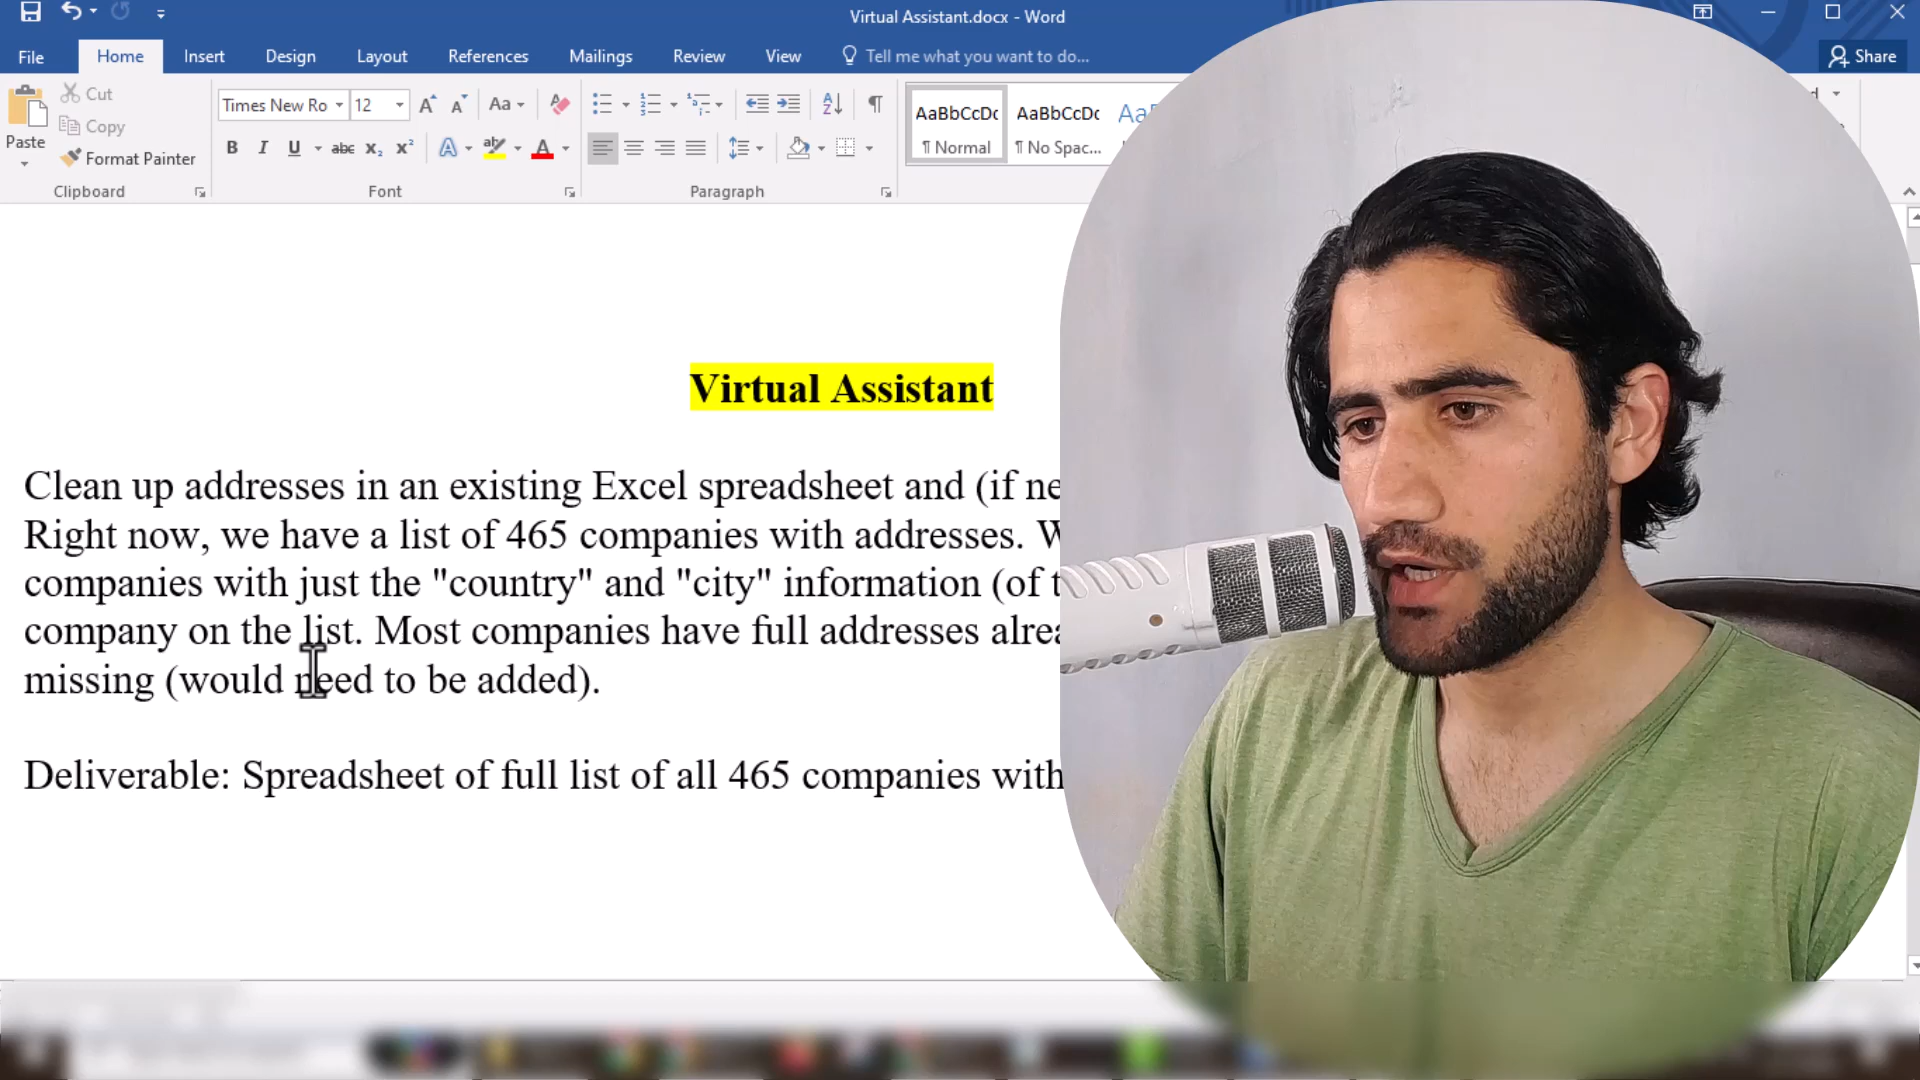 Virtual Assistant.docx - Word
File Home Insert Design Layout References Mailings Review View Tell me what you want to do... Share
Paste
Cut
Copy
Format Painter
Clipboard
Times New Ro 12
Font
Paragraph
AaBbCcDc AaBbCcDc
¶ Normal ¶ No Spac...
Virtual Assistant
Clean up addresses in an existing Excel spreadsheet and (if
Right now, we have a list of 465 companies with addresses.
companies with just the "country" and "city" information (of
company on the list. Most companies have full addresses
missing (would need to be added).
Deliverable: Spreadsheet of full list of all 465 companies with